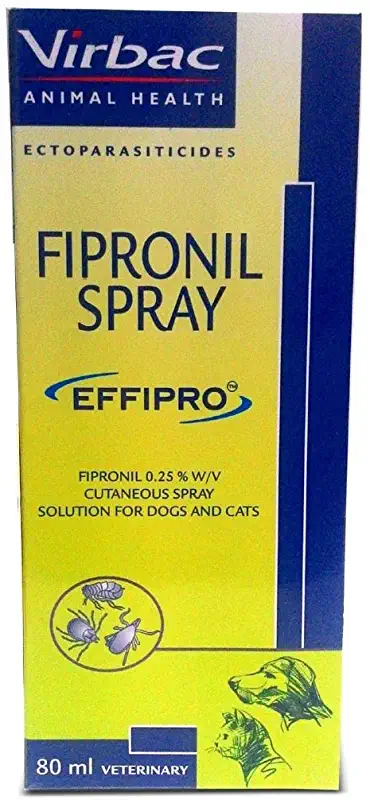 Virbac
ANIMAL HEALTH
ECTOPARASITICIDES
FIPRONIL
SPRAY
EFFIPRO™
FIPRONIL 0.25 % W/V
CUTANEOUS SPRAY
SOLUTION FOR DOGS AND CATS
80 ml VETERINARY